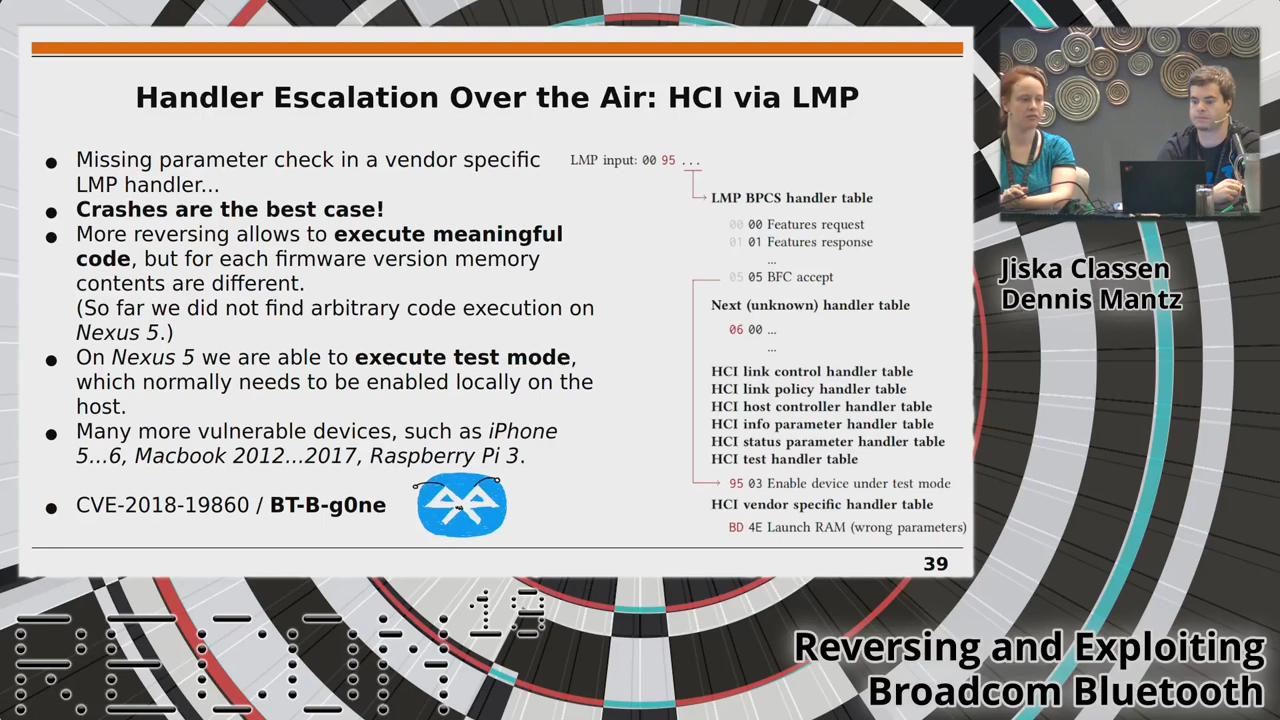 Handler Escalation Over the Air: HCI via LMP
● Missing parameter check in a vendor specific
LMP handler...
● Crashes are the best case!
● More reversing allows to execute meaningful
code, but for each firmware version memory
contents are different.
(So far we did not find arbitrary code execution on
Nexus 5.)
● On Nexus 5 we are able to execute test mode,
which normally needs to be enabled locally on the
host.
● Many more vulnerable devices, such as iPhone
5...6, Macbook 2012...2017, Raspberry Pi 3.
● CVE-2018-19860 / BT-B-g0ne
LMP input: 00 95 ...
LMP BPCS handler table
00 00 Features request
01 01 Features response
...
05 05 BFC accept
Next (unknown) handler table
06 00 ...
...
HCI link control handler table
HCI link policy handler table
HCI host controller handler table
HCI info parameter handler table
HCI status parameter handler table
HCI test handler table
95 03 Enable device under test mode
HCI vendor specific handler table
BD 4E Launch RAM (wrong parameters)
39
Jiska Classen
Dennis Mantz
RECON 19
Reversing and Exploiting
Broadcom Bluetooth